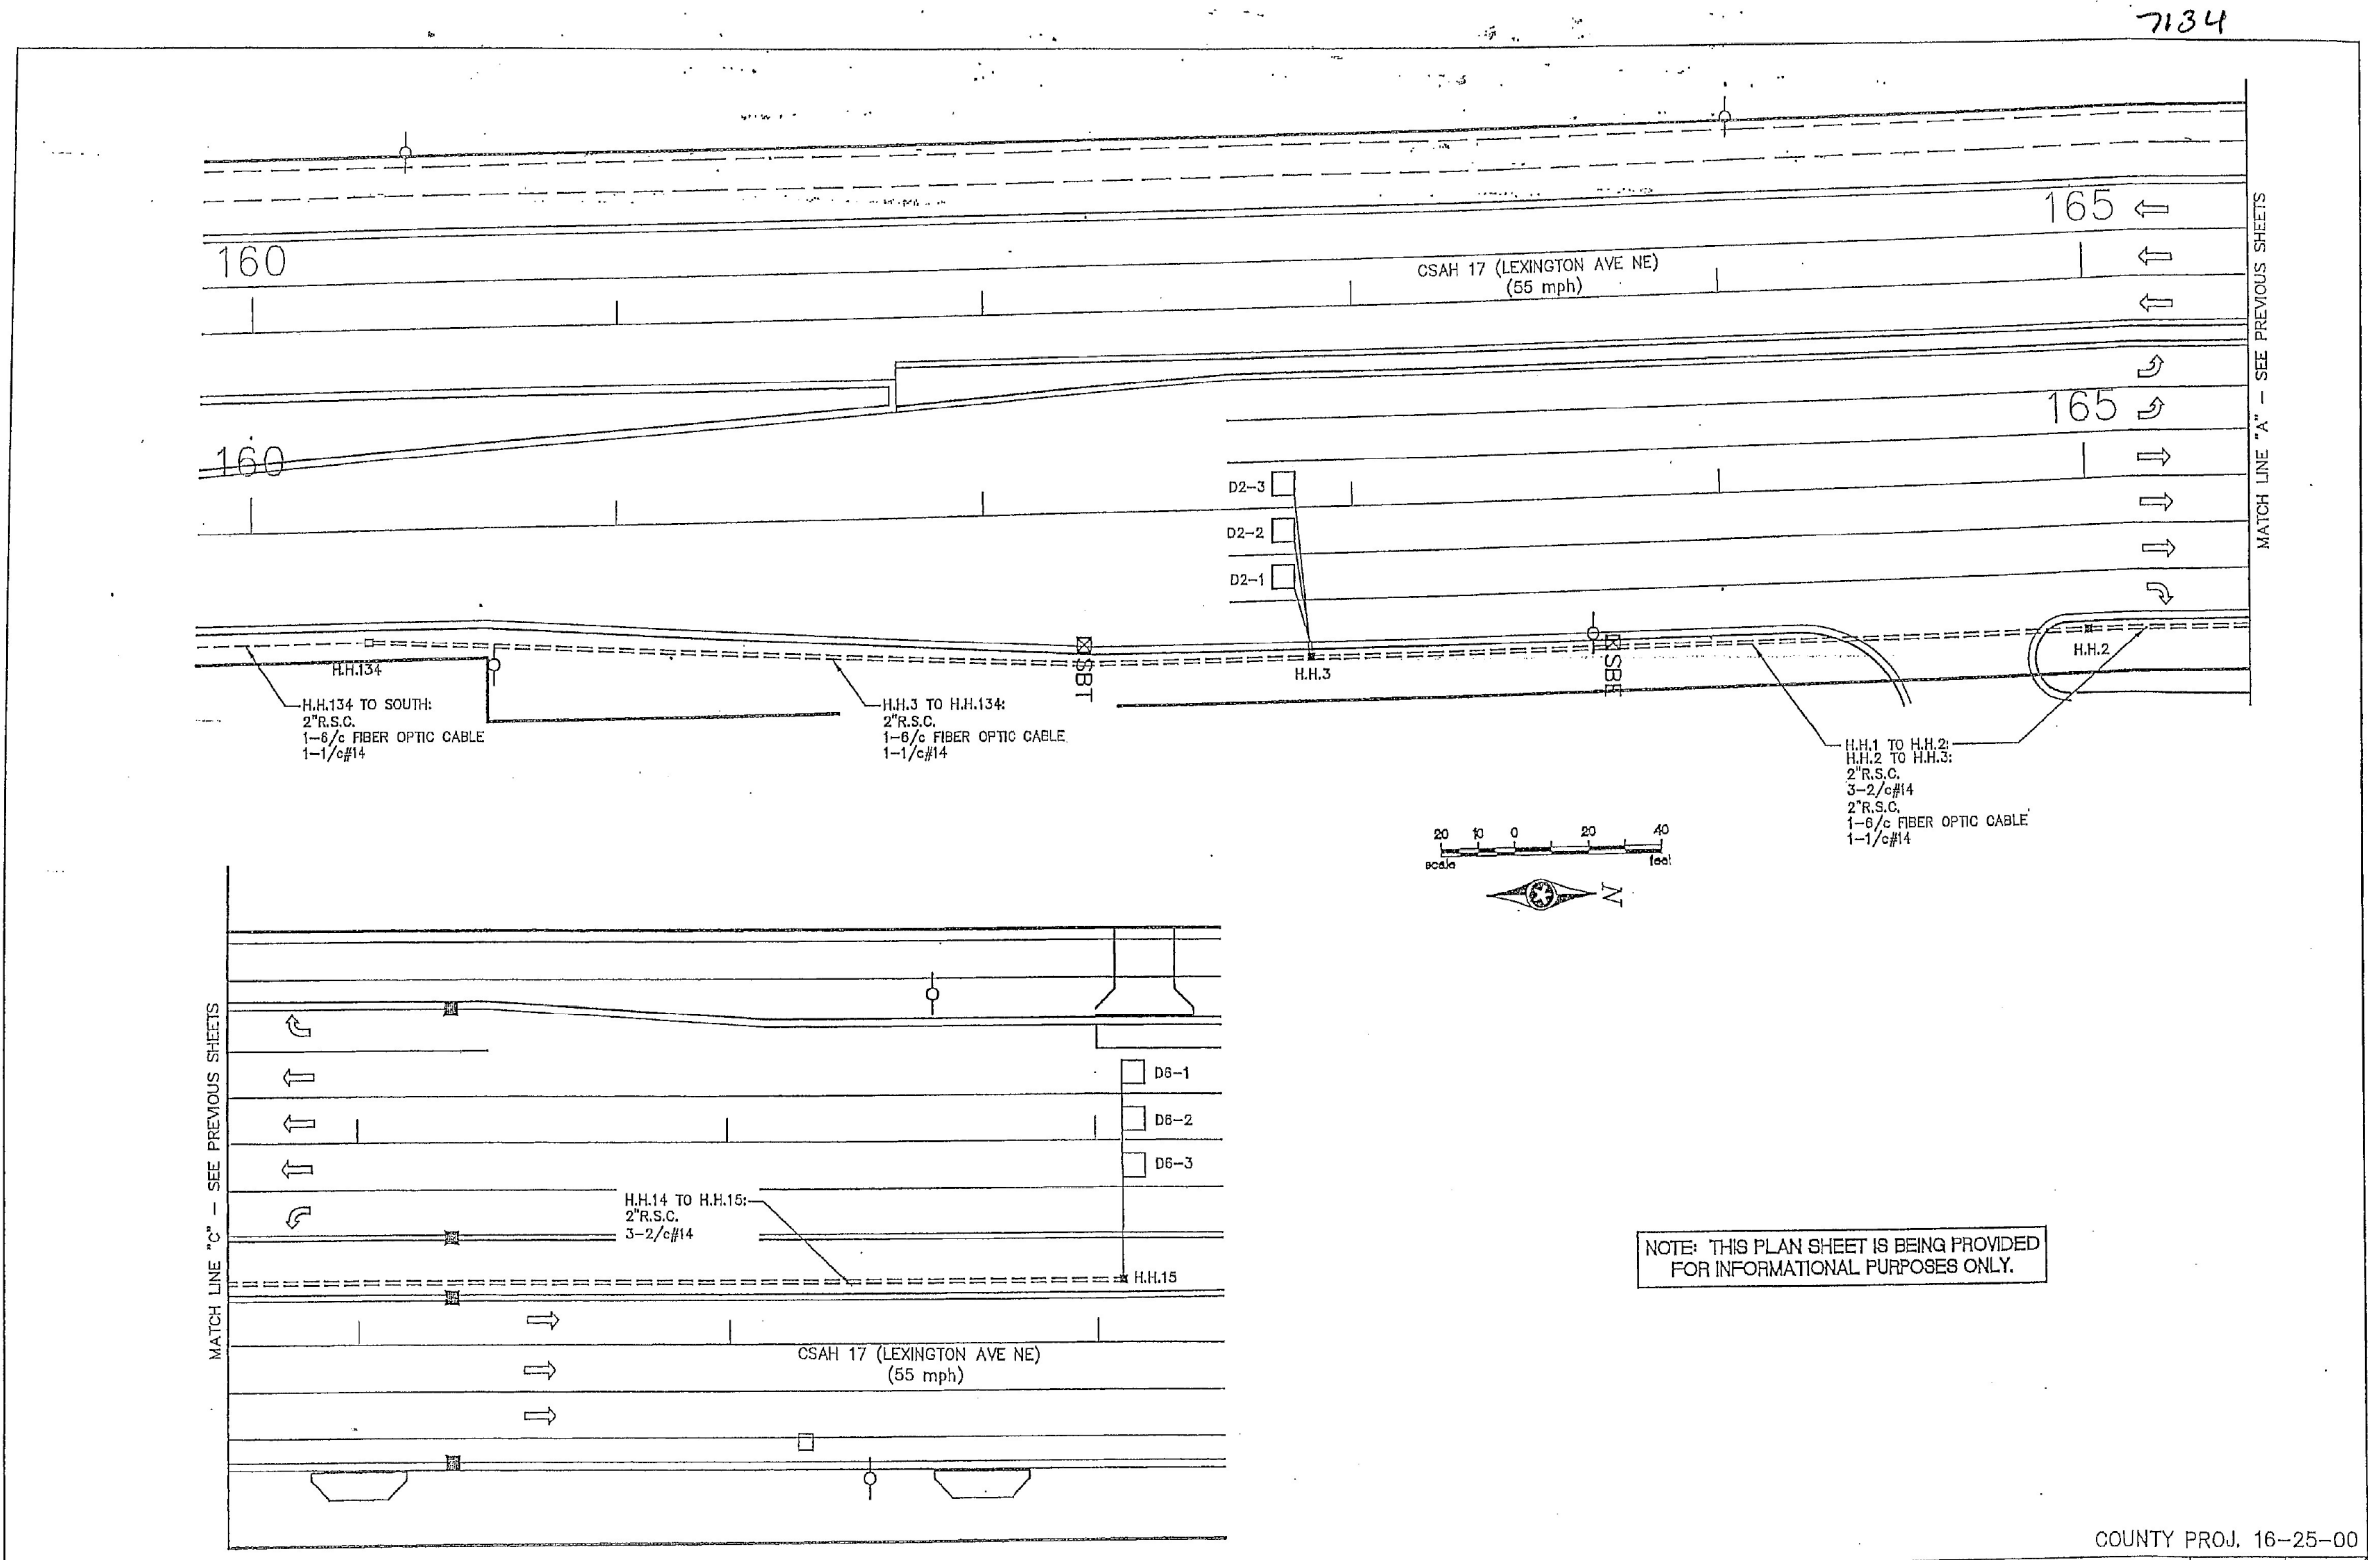 7134
165
160
CSAH 17 (LEXINGTON AVE NE)
(55 mph)
165
160
MATCH LINE "A" - SEE PREVIOUS SHEETS
D2-3
D2-2
D2-1
H.H.134
SBT
H.H.3
SBE
H.H.2
H.H.134 TO SOUTH:
2"R.S.C.
1-6/c FIBER OPTIC CABLE
1-1/c#14
H.H.3 TO H.H.134:
2"R.S.C.
1-6/c FIBER OPTIC CABLE
1-1/c#14
H.H.1 TO H.H.2:
H.H.2 TO H.H.3:
2"R.S.C.
3-2/c#14
2"R.S.C.
1-6/c FIBER OPTIC CABLE
1-1/c#14
20 10 0 20 40
scale feet
N
MATCH LINE "C" - SEE PREVIOUS SHEETS
D6-1
D6-2
D6-3
H.H.14 TO H.H.15:
2"R.S.C.
3-2/c#14
H.H.15
CSAH 17 (LEXINGTON AVE NE)
(55 mph)
NOTE: THIS PLAN SHEET IS BEING PROVIDED
FOR INFORMATIONAL PURPOSES ONLY.
COUNTY PROJ. 16-25-00